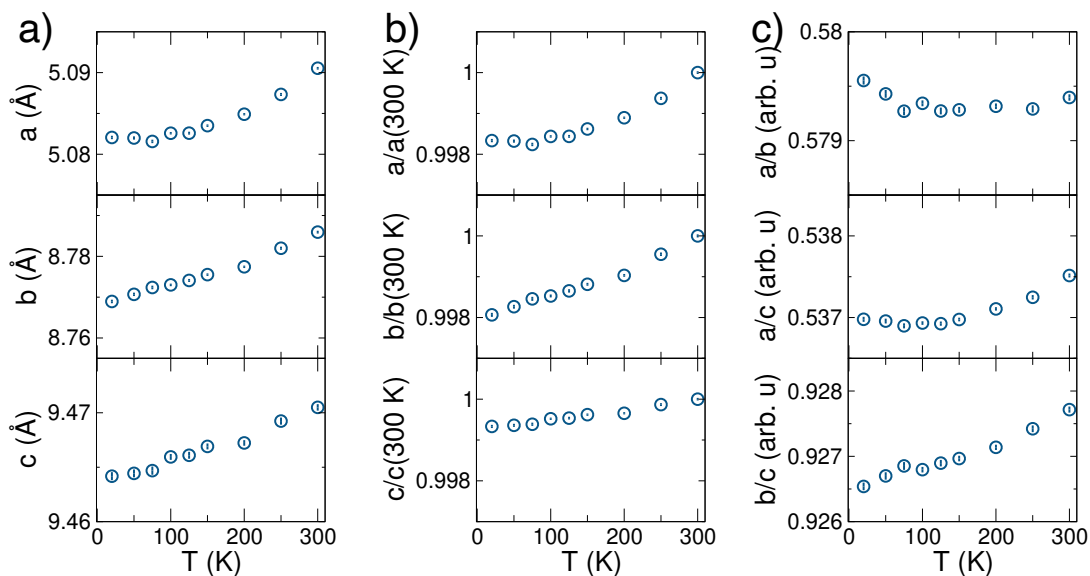 a)
5.09
5.08
a (Å)
8.78
8.76
b (Å)
9.47
9.46
c (Å)
0 100 200 300
T (K)
b)
1
0.998
a/a(300 K)
1
0.998
b/b(300 K)
1
0.998
c/c(300 K)
0 100 200 300
T (K)
c)
0.58
0.579
a/b (arb. u)
0.538
0.537
a/c (arb. u)
0.928
0.927
0.926
b/c (arb. u)
0 100 200 300
T (K)